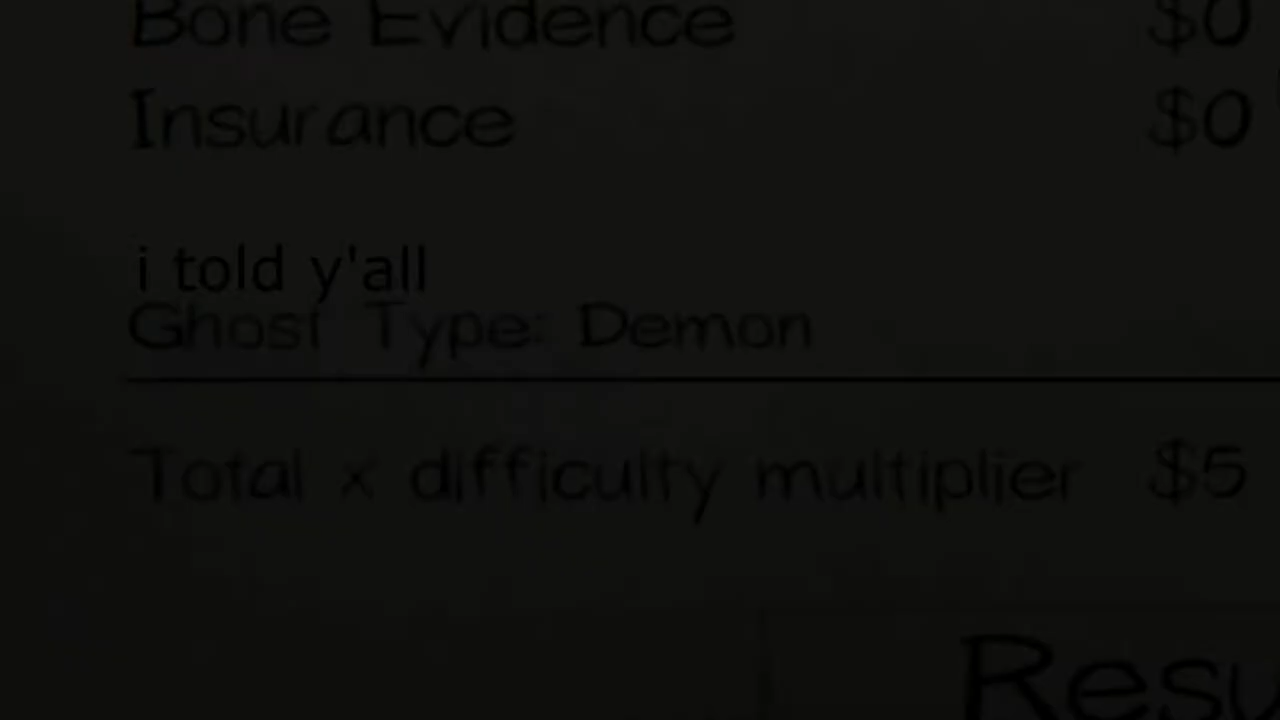 Bone Evidence $0
Insurance $0
i told y'all
Ghost Type: Demon
Total x difficulty multiplier $5